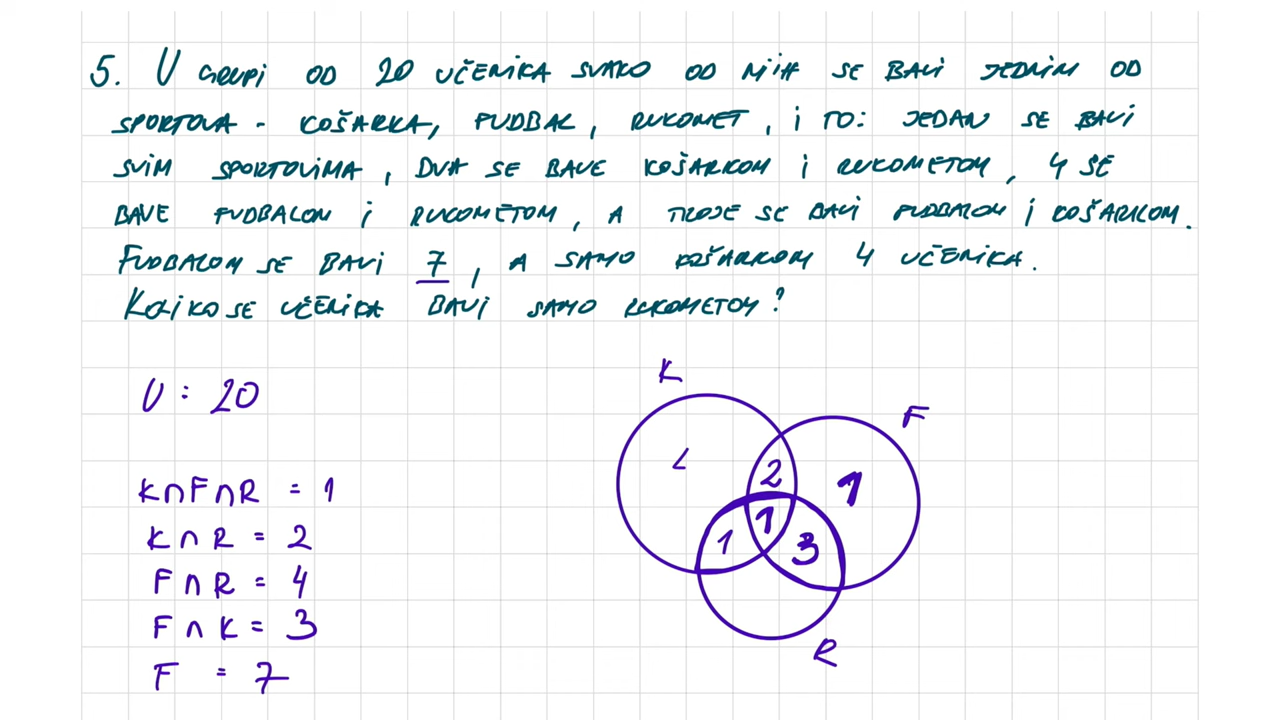 5. U GRUPI OD 20 UČENIKA SVAKO OD NJIH SE BAVI JEDNIM OD
SPORTOVA - KOŠARKA, FUDBAL, RUKOMET, I TO: JEDAN SE BAVI
SVIM SPORTOVIMA, DVA SE BAVE KOŠARKOM I RUKOMETOM, 4 SE
BAVE FUDBALOM I RUKOMETOM, A TROJE SE BAVI FUDBALOM I KOŠARKOM.
FUDBALOM SE BAVI 7, A SAMO KOŠARKOM 4 UČENIKA.
KOLIKO SE UČENIKA BAVI SAMO RUKOMETOM?
U : 20
K∩F∩R = 1
K∩R = 2
F∩R = 4
F∩K = 3
F = 7
K
F
2
1
1
1
3
R